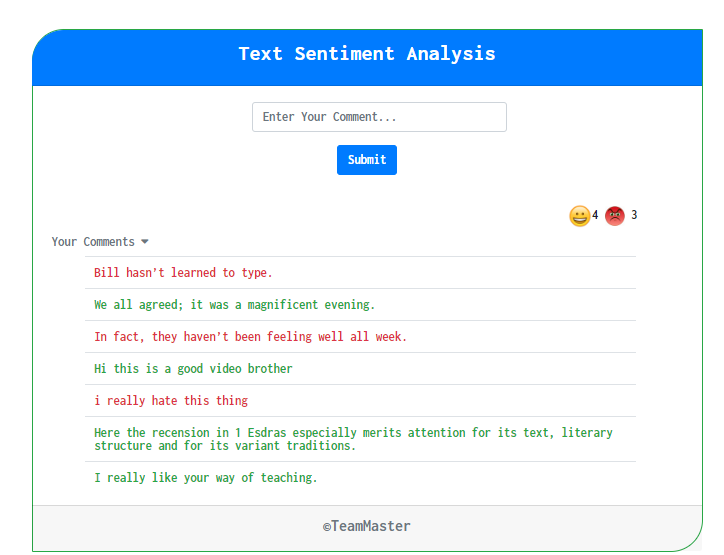 Text Sentiment Analysis
Enter Your Comment...
Submit
4 3
Your Comments
Bill hasn’t learned to type.
We all agreed; it was a magnificent evening.
In fact, they haven’t been feeling well all week.
Hi this is a good video brother
i really hate this thing
Here the recension in 1 Esdras especially merits attention for its text, literary
structure and for its variant traditions.
I really like your way of teaching.
©TeamMaster